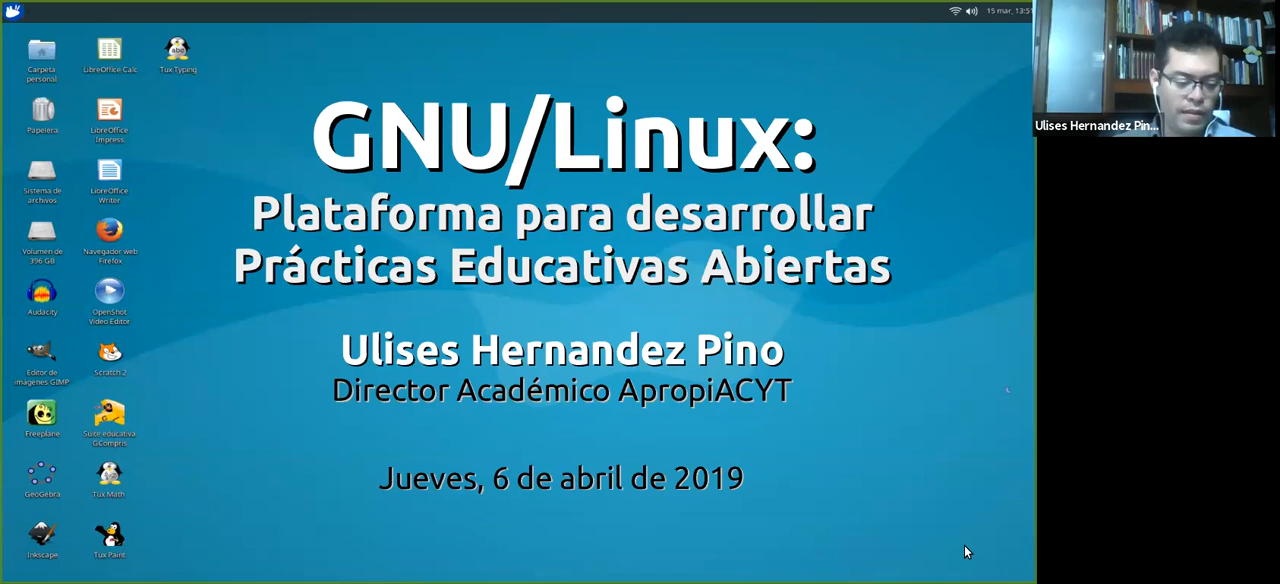 15 mar, 13:51
Carpeta
personal
LibreOffice Calc
Tux Typing
Papelera
LibreOffice
Impress
Sistema de
archivos
LibreOffice
Writer
Volumen de
396 GB
Navegador web
Firefox
Audacity
OpenShot
Video Editor
Editor de
imágenes GIMP
Scratch 2
Freeplane
Suite educativa
GCompris
GeoGebra
Tux Math
Inkscape
Tux Paint
GNU/Linux:
Plataforma para desarrollar
Prácticas Educativas Abiertas
Ulises Hernandez Pino
Director Académico ApropiACYT
Jueves, 6 de abril de 2019
Ulises Hernandez Pin...